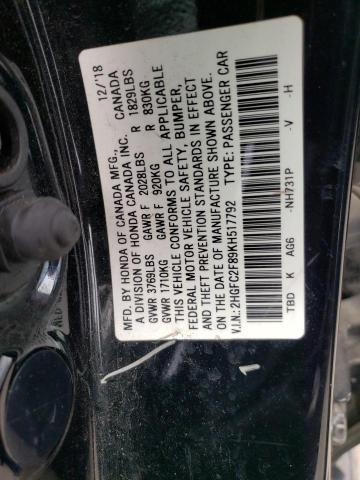 MFD. BY HONDA OF CANADA MFG., 12/'18
A DIVISION OF HONDA CANADA INC. CANADA
GVWR 3769LBS GAWR F 2028LBS R 1829LBS
GVWR 1710KG GAWR F 920KG R 830KG
THIS VEHICLE CONFORMS TO ALL APPLICABLE
FEDERAL MOTOR VEHICLE SAFETY, BUMPER,
AND THEFT PREVENTION STANDARDS IN EFFECT
ON THE DATE OF MANUFACTURE SHOWN ABOVE.
V.I.N.: 2HGFC2F89KH517792 TYPE: PASSENGER CAR
TBD K AG6 -NH731P -V -H